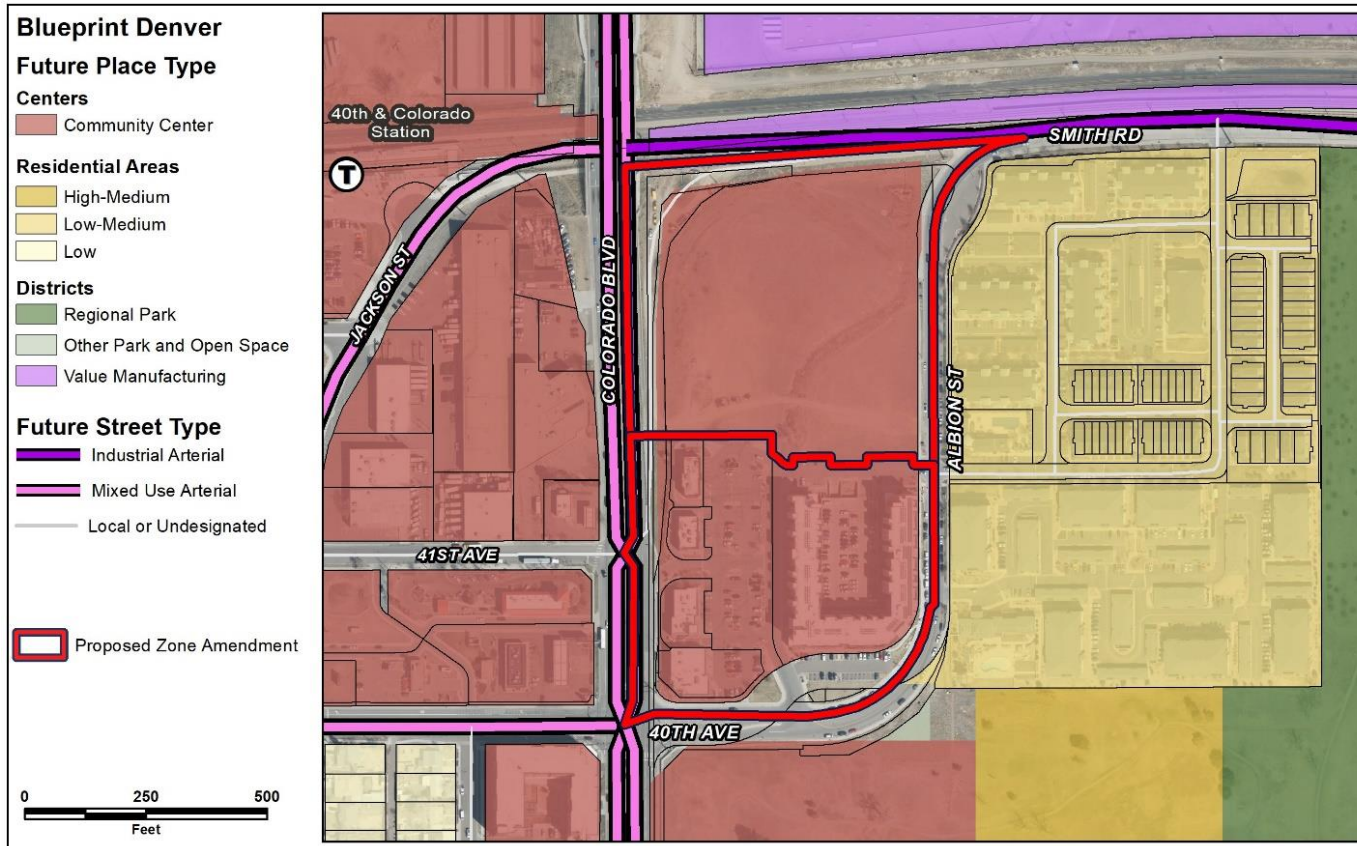 Blueprint Denver
Future Place Type
Centers
Community Center
Residential Areas
High-Medium
Low-Medium
Low
Districts
Regional Park
Other Park and Open Space
Value Manufacturing
Future Street Type
Industrial Arterial
Mixed Use Arterial
Local or Undesignated
Proposed Zone Amendment
0 250 500
Feet
40th & Colorado
Station
T
SMITH RD
JACKSON ST
COLORADO BLVD
ALBION ST
41ST AVE
40TH AVE